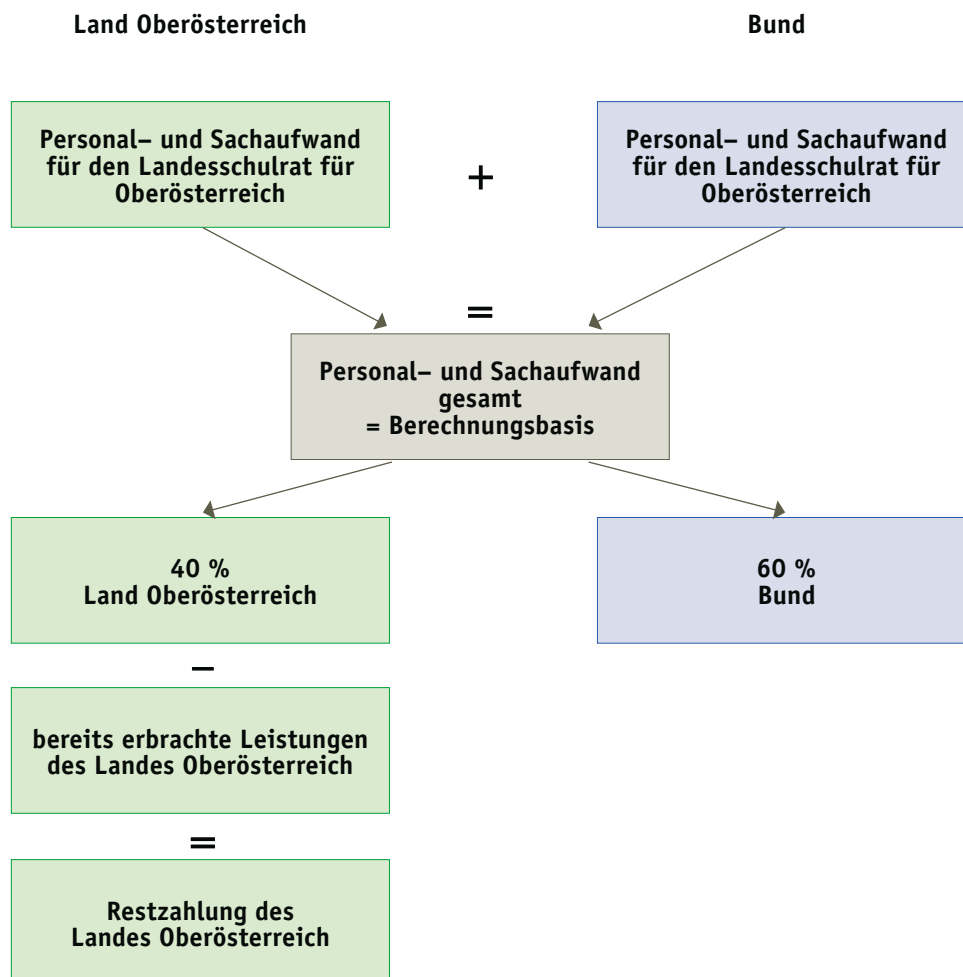 Land Oberösterreich
Bund
Personal– und Sachaufwand
für den Landesschulrat für
Oberösterreich
+
Personal– und Sachaufwand
für den Landesschulrat für
Oberösterreich
=
Personal– und Sachaufwand
gesamt
= Berechnungsbasis
40 %
Land Oberösterreich
60 %
Bund
–
bereits erbrachte Leistungen
des Landes Oberösterreich
=
Restzahlung des
Landes Oberösterreich